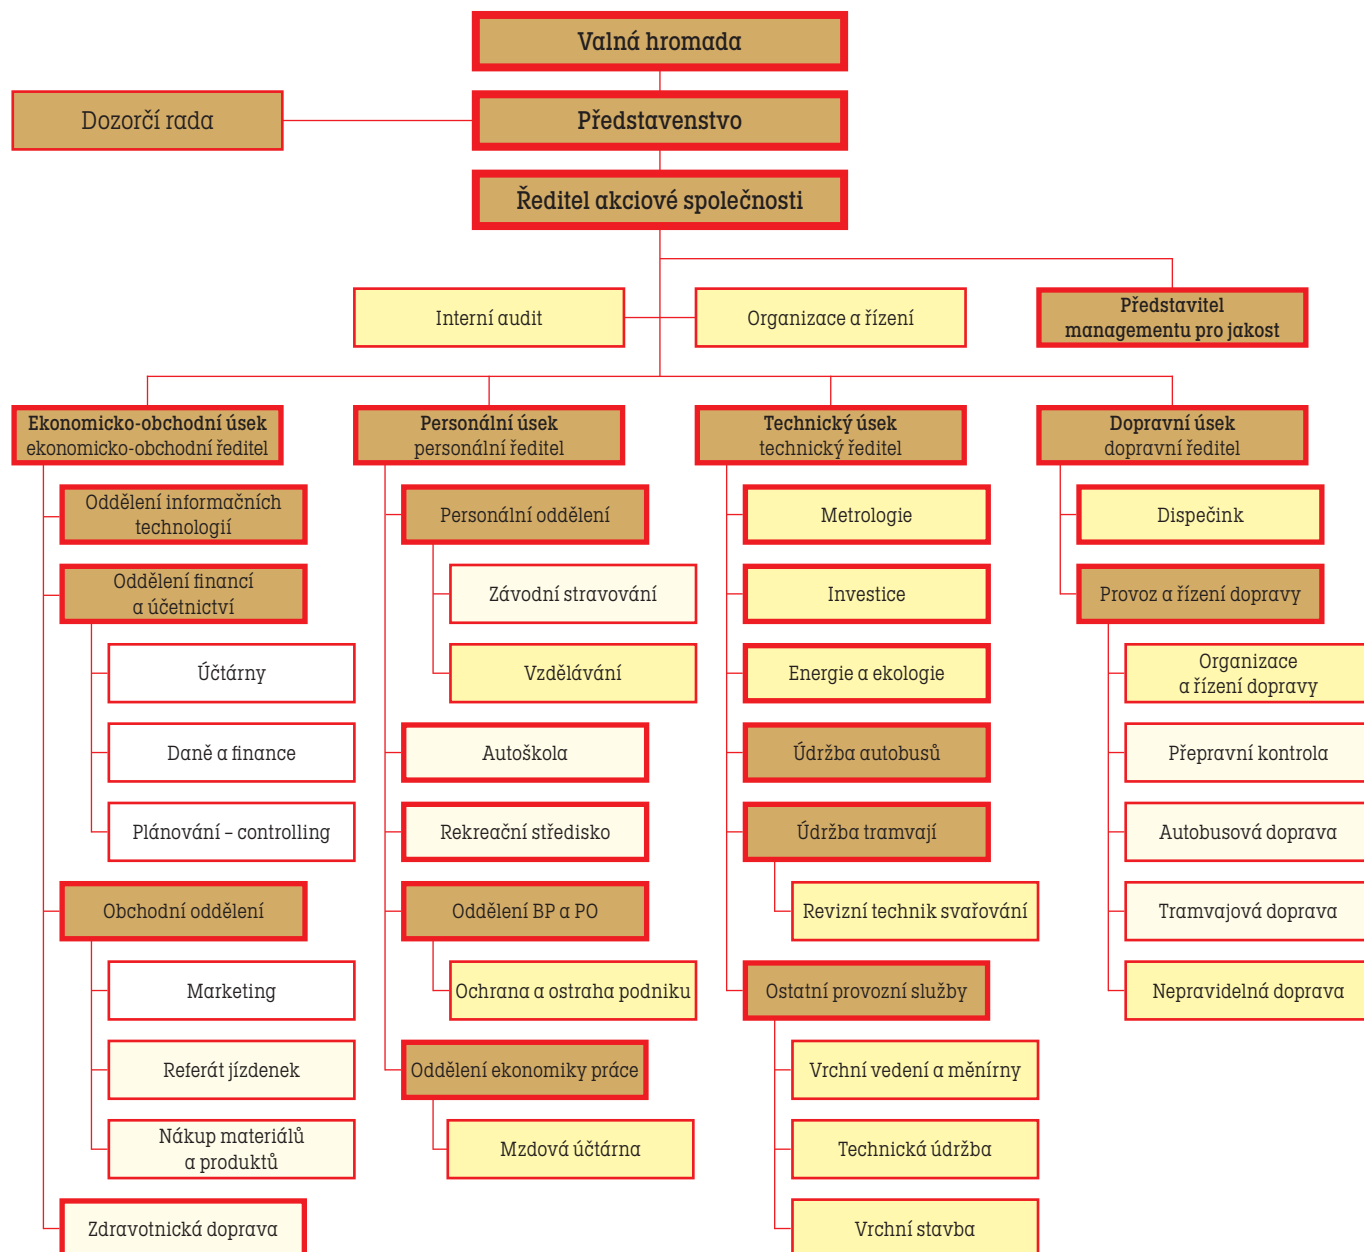 Valná hromada
Dozorčí rada
Představenstvo
Ředitel akciové společnosti
Interní audit
Organizace a řízení
Představitel
managementu pro jakost
Ekonomicko-obchodní úsek
ekonomicko-obchodní ředitel
Oddělení informačních
technologií
Oddělení financí
a účetnictví
Účtárny
Daně a finance
Plánování – controlling
Obchodní oddělení
Marketing
Referát jízdenek
Nákup materiálů
a produktů
Zdravotnická doprava
Personální úsek
personální ředitel
Personální oddělení
Závodní stravování
Vzdělávání
Autoškola
Rekreační středisko
Oddělení BP a PO
Ochrana a ostraha podniku
Oddělení ekonomiky práce
Mzdová účtárna
Technický úsek
technický ředitel
Metrologie
Investice
Energie a ekologie
Údržba autobusů
Údržba tramvají
Revizní technik svařování
Ostatní provozní služby
Vrchní vedení a měnírny
Technická údržba
Vrchní stavba
Dopravní úsek
dopravní ředitel
Dispečink
Provoz a řízení dopravy
Organizace
a řízení dopravy
Přepravní kontrola
Autobusová doprava
Tramvajová doprava
Nepravidelná doprava